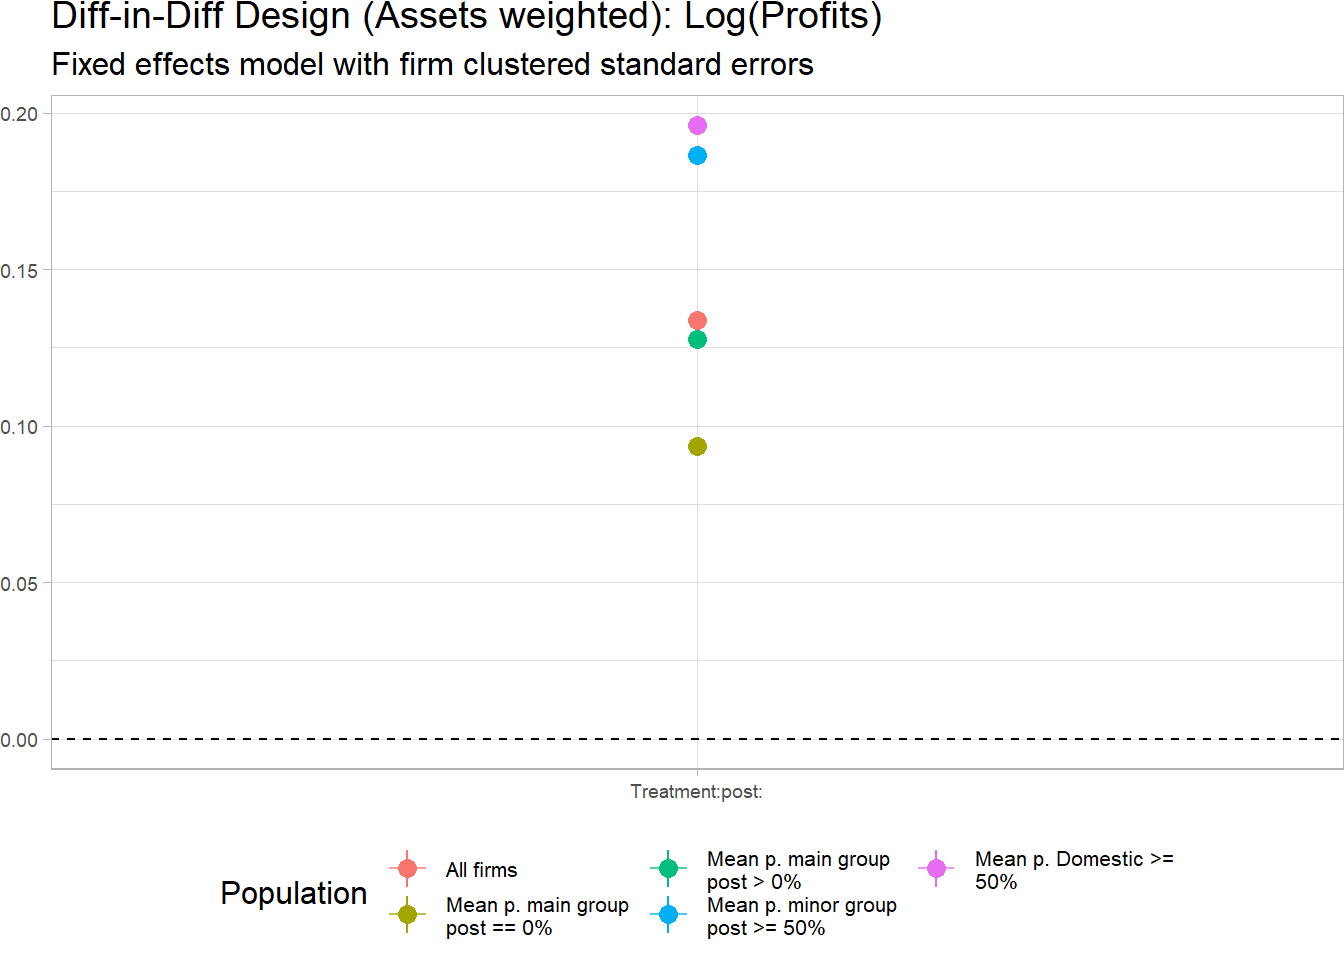 Diff-in-Diff Design (Assets weighted): Log(Profits)
Fixed effects model with firm clustered standard errors
0.20
0.15
0.10
0.05
0.00
Treatment:post:
Population
All firms
Mean p. main group
post == 0%
Mean p. main group
post > 0%
Mean p. minor group
post >= 50%
Mean p. Domestic >=
50%